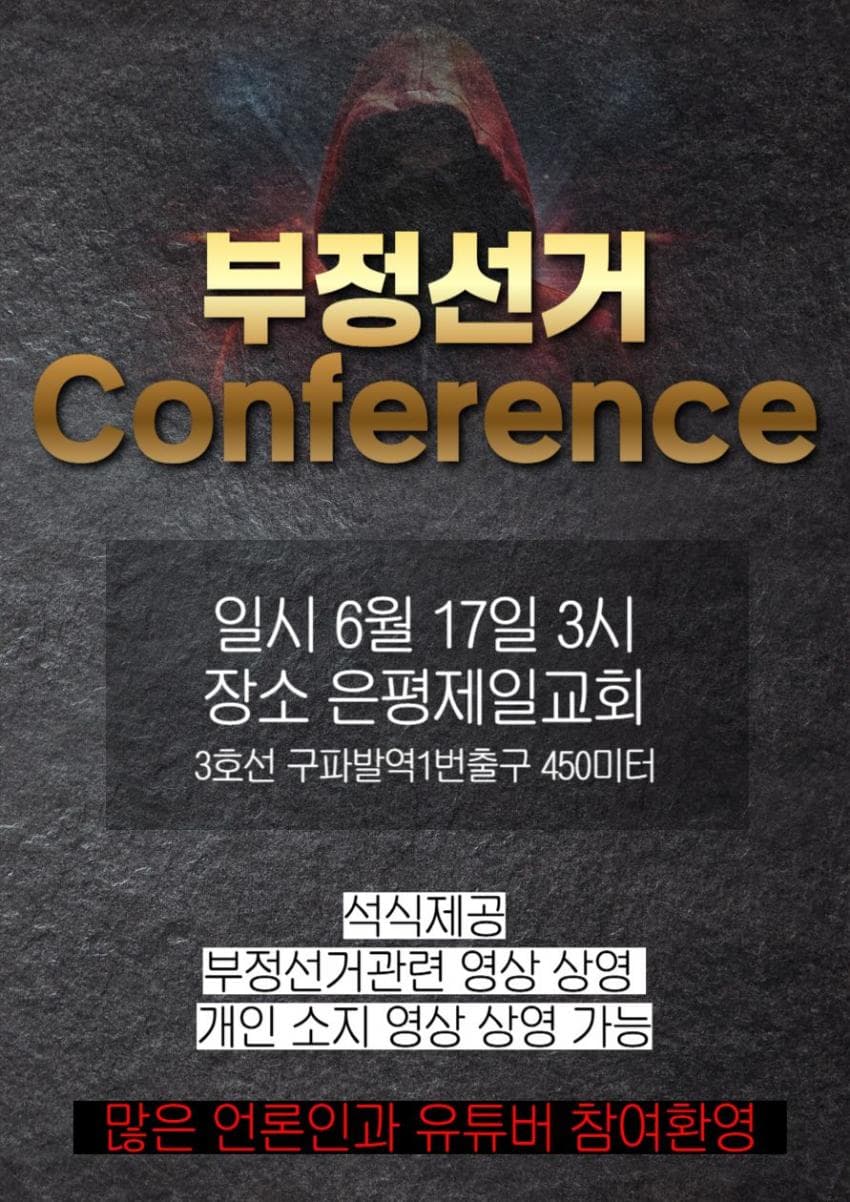 부정선거
Conference
일시 6월 17일 3시
장소 은평제일교회
3호선 구파발역1번출구 450미터
석식제공
부정선거관련 영상 상영
개인 소지 영상 상영 가능
많은 언론인과 유튜버 참여환영